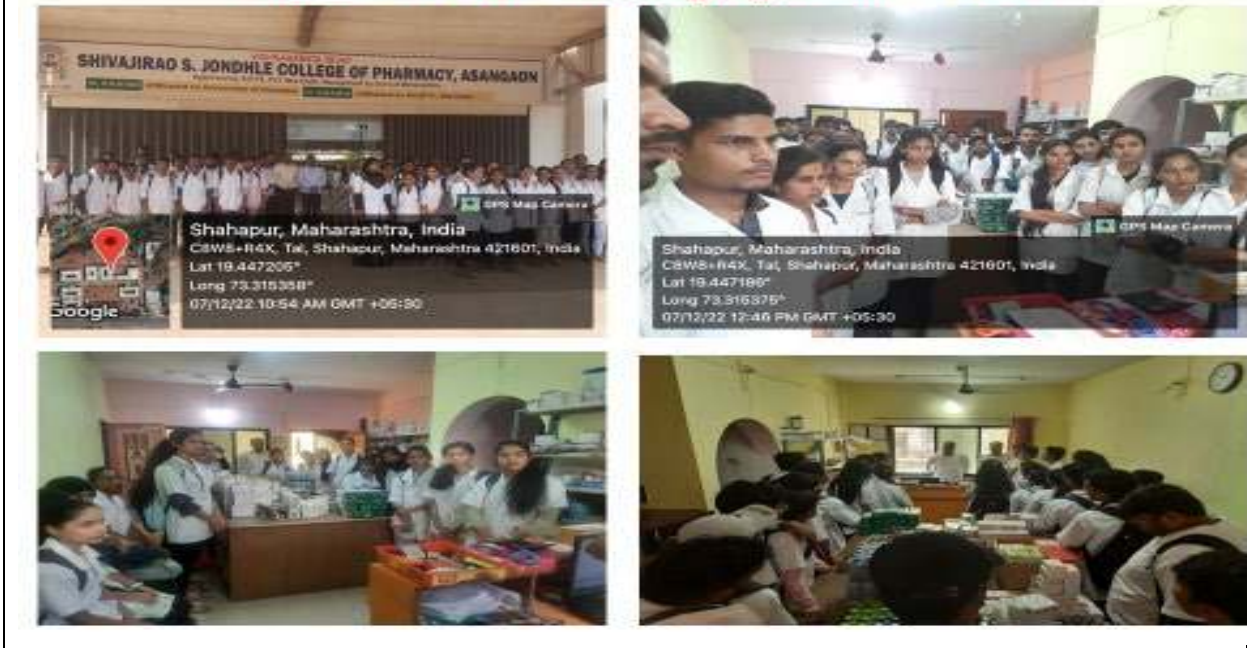 SHIVAJIRAO S. JONDHLE COLLEGE OF PHARMACY, ASANGAON
GPS Map Camera
Shahapur, Maharashtra, India
C8W8+R4X, Tal, Shahapur, Maharashtra 421601, India
Lat 19.447205°
Long 73.315358°
07/12/22 10:54 AM GMT +05:30
Google
GPS Map Camera
Shahapur, Maharashtra, India
C8W8+R4X, Tal, Shahapur, Maharashtra 421601, India
Lat 19.447186°
Long 73.315375°
07/12/22 12:46 PM GMT +05:30